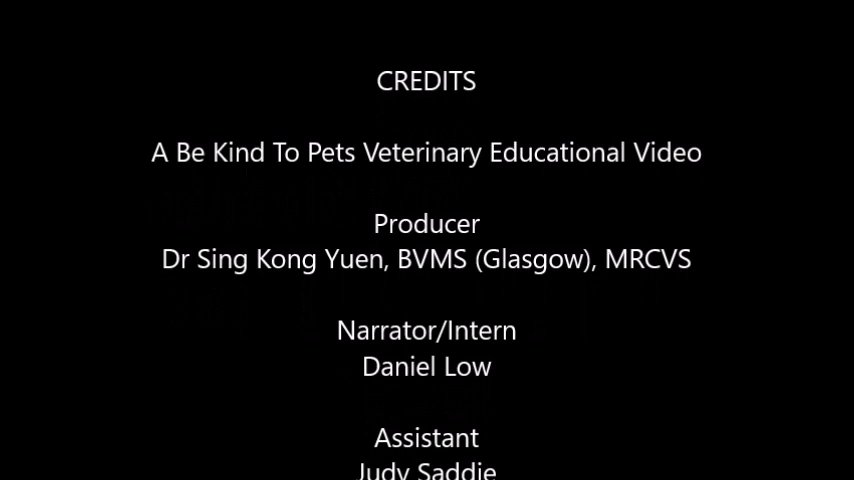 CREDITS
A Be Kind To Pets Veterinary Educational Video
Producer
Dr Sing Kong Yuen, BVMS (Glasgow), MRCVS
Narrator/Intern
Daniel Low
Assistant
Judy Saddie